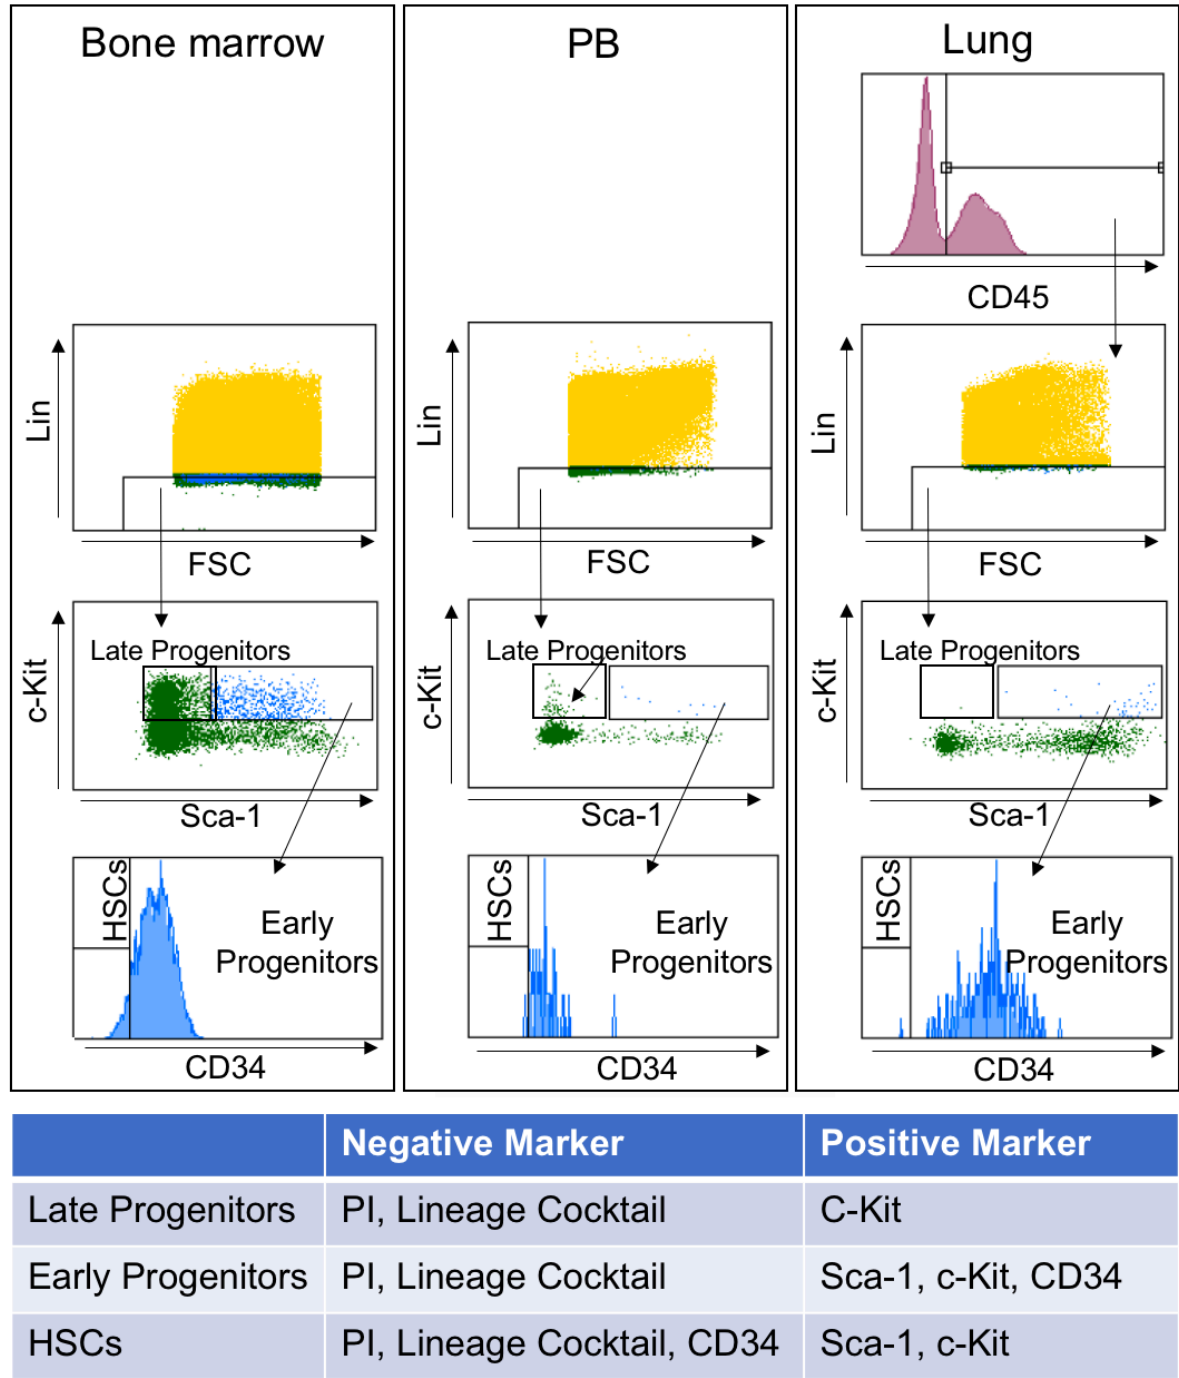 Bone marrow
Lin
FSC
Late Progenitors
c-Kit
Sca-1
HSCs
Early
Progenitors
CD34
PB
Lin
FSC
Late Progenitors
c-Kit
Sca-1
HSCs
Early
Progenitors
CD34
Lung
CD45
Lin
FSC
Late Progenitors
c-Kit
Sca-1
HSCs
Early
Progenitors
CD34
Negative Marker Positive Marker
Late Progenitors PI, Lineage Cocktail C-Kit
Early Progenitors PI, Lineage Cocktail Sca-1, c-Kit, CD34
HSCs PI, Lineage Cocktail, CD34 Sca-1, c-Kit